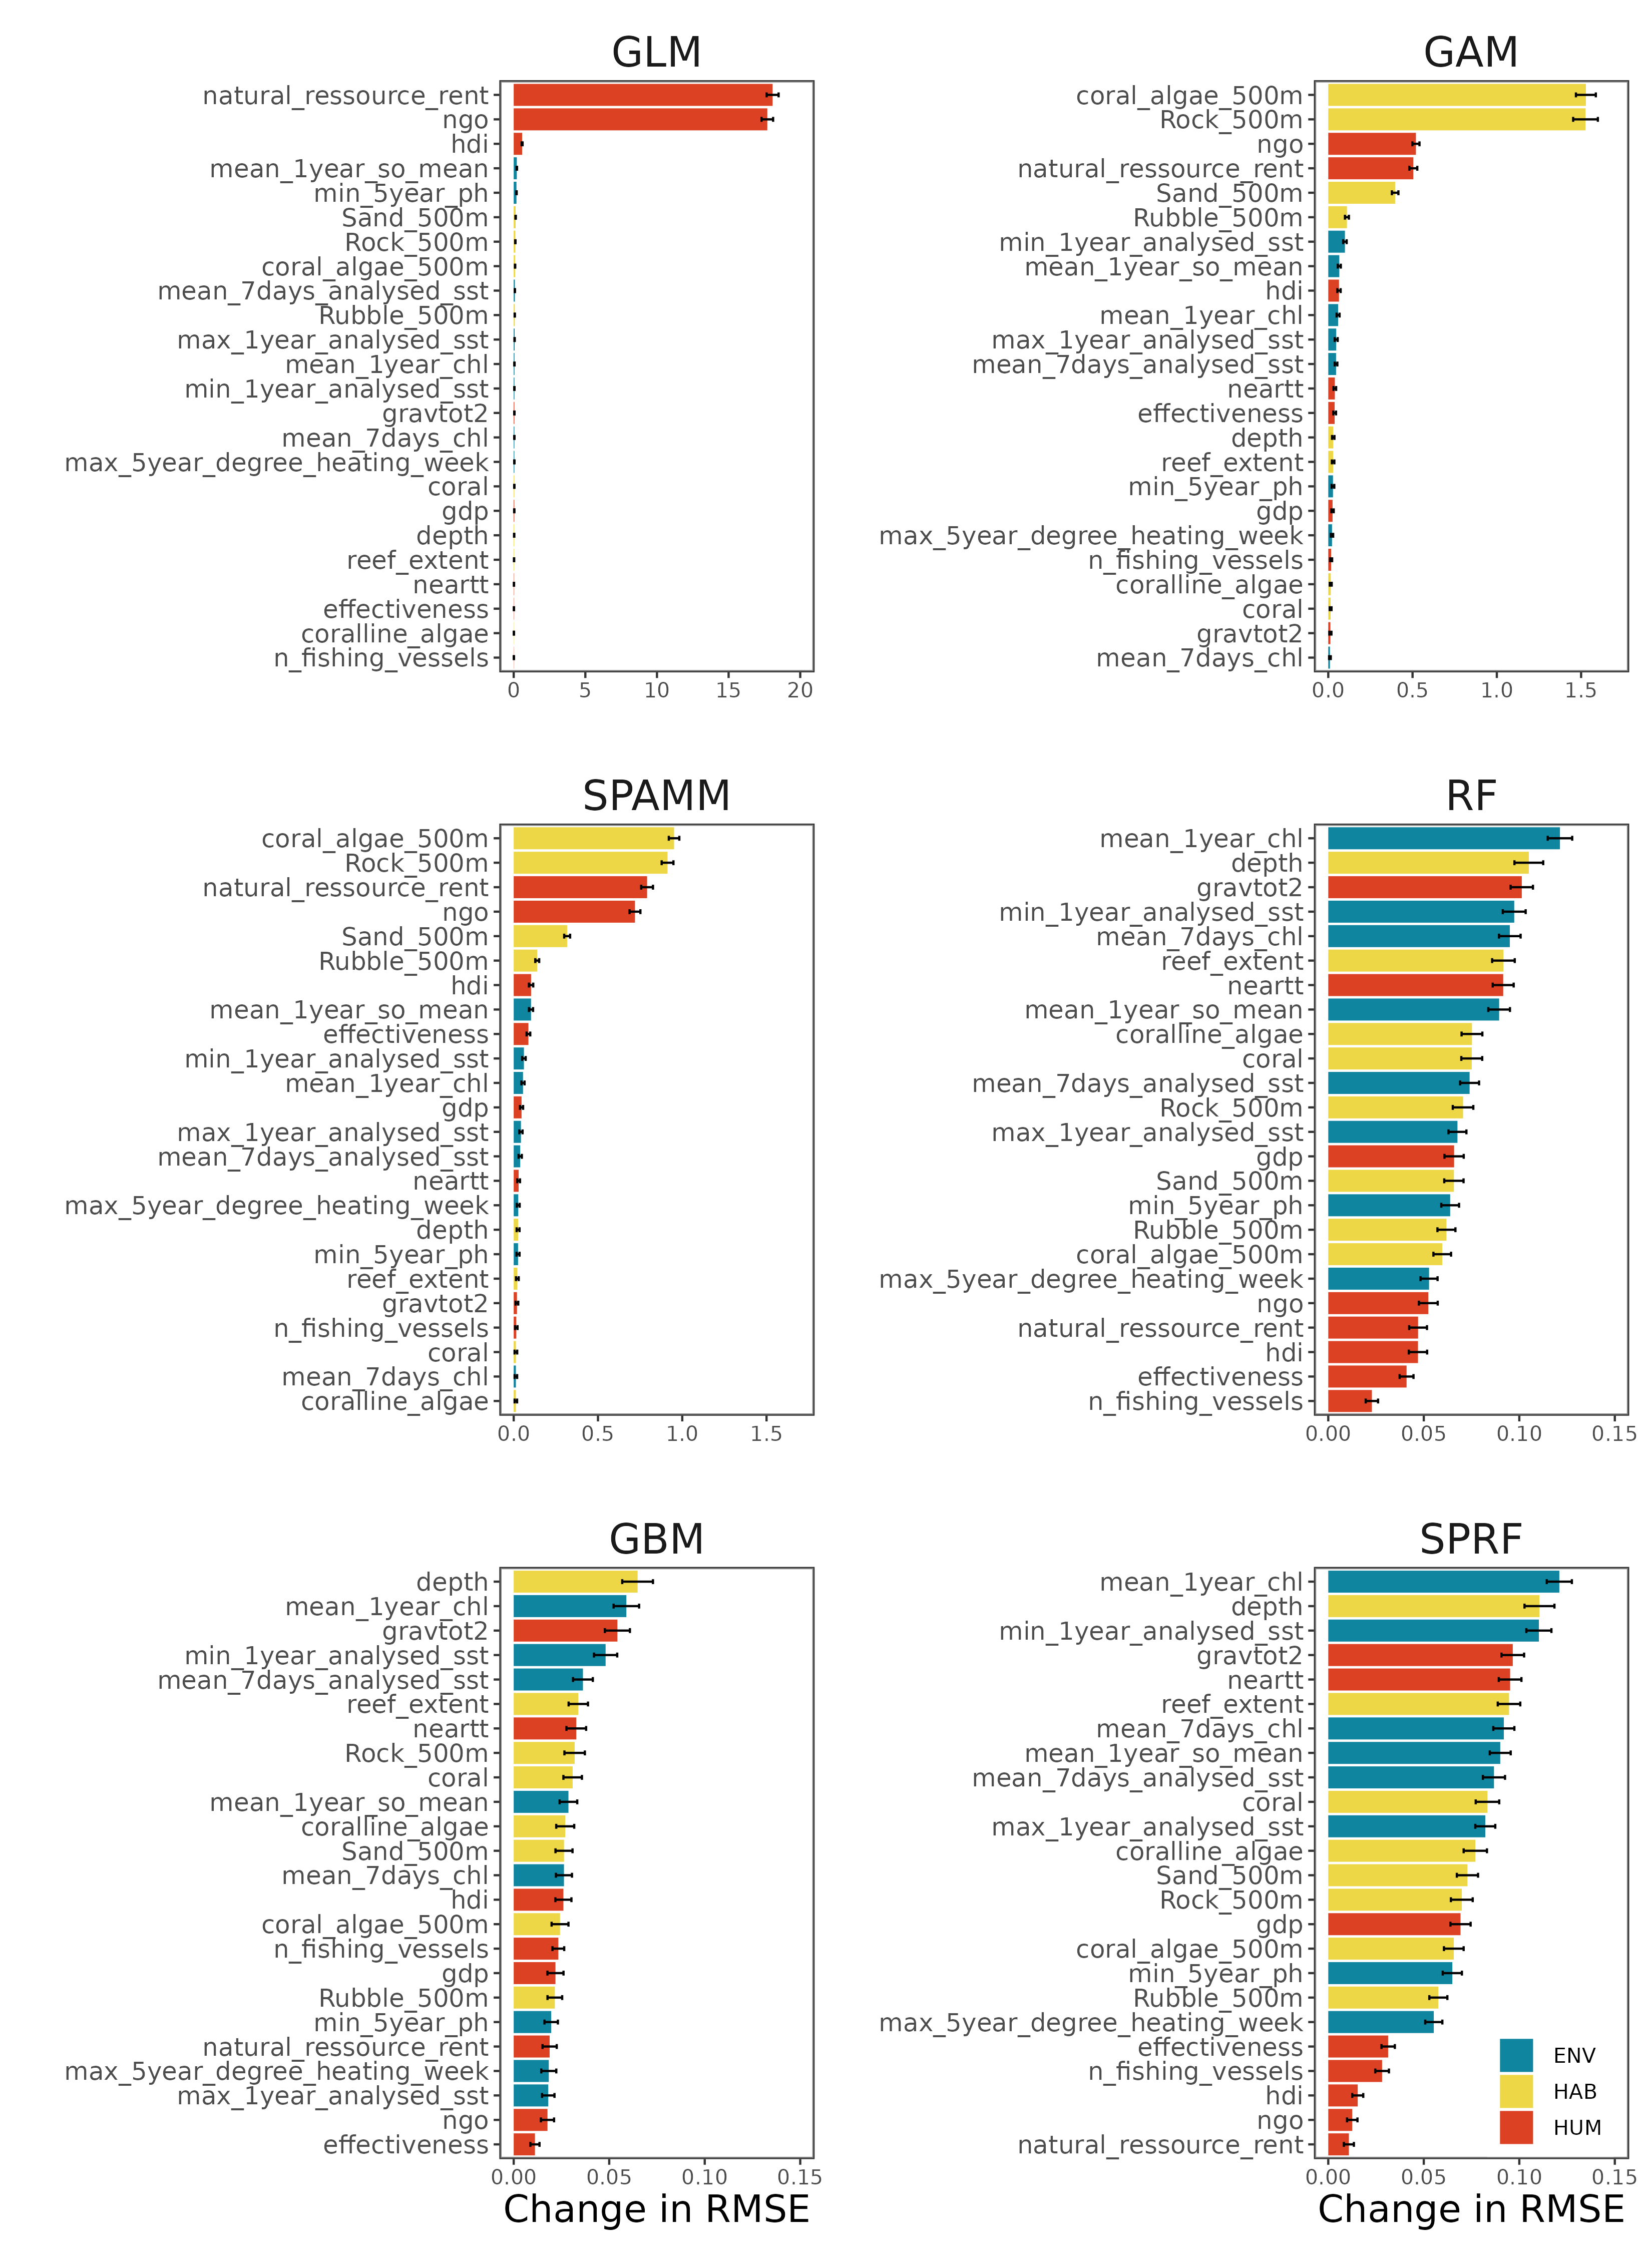 GLM
natural_ressource_rent
ngo
hdi
mean_1year_so_mean
min_5year_ph
Sand_500m
Rock_500m
coral_algae_500m
mean_7days_analysed_sst
Rubble_500m
max_1year_analysed_sst
mean_1year_chl
min_1year_analysed_sst
gravtot2
mean_7days_chl
max_5year_degree_heating_week
coral
gdp
depth
reef_extent
neartt
effectiveness
coralline_algae
n_fishing_vessels
0 5 10 15 20
GAM
coral_algae_500m
Rock_500m
ngo
natural_ressource_rent
Sand_500m
Rubble_500m
min_1year_analysed_sst
mean_1year_so_mean
hdi
mean_1year_chl
max_1year_analysed_sst
mean_7days_analysed_sst
neartt
effectiveness
depth
reef_extent
min_5year_ph
gdp
max_5year_degree_heating_week
n_fishing_vessels
coralline_algae
coral
gravtot2
mean_7days_chl
0.0 0.5 1.0 1.5
SPAMM
coral_algae_500m
Rock_500m
natural_ressource_rent
ngo
Sand_500m
Rubble_500m
hdi
mean_1year_so_mean
effectiveness
min_1year_analysed_sst
mean_1year_chl
gdp
max_1year_analysed_sst
mean_7days_analysed_sst
neartt
max_5year_degree_heating_week
depth
min_5year_ph
reef_extent
gravtot2
n_fishing_vessels
coral
mean_7days_chl
coralline_algae
0.0 0.5 1.0 1.5
RF
mean_1year_chl
depth
gravtot2
min_1year_analysed_sst
mean_7days_chl
reef_extent
neartt
mean_1year_so_mean
coralline_algae
coral
mean_7days_analysed_sst
Rock_500m
max_1year_analysed_sst
gdp
Sand_500m
min_5year_ph
Rubble_500m
coral_algae_500m
max_5year_degree_heating_week
ngo
natural_ressource_rent
hdi
effectiveness
n_fishing_vessels
0.00 0.05 0.10 0.15
GBM
depth
mean_1year_chl
gravtot2
min_1year_analysed_sst
mean_7days_analysed_sst
reef_extent
neartt
Rock_500m
coral
mean_1year_so_mean
coralline_algae
Sand_500m
mean_7days_chl
hdi
coral_algae_500m
n_fishing_vessels
gdp
Rubble_500m
min_5year_ph
natural_ressource_rent
max_5year_degree_heating_week
max_1year_analysed_sst
ngo
effectiveness
0.00 0.05 0.10 0.15
Change in RMSE
SPRF
mean_1year_chl
depth
min_1year_analysed_sst
gravtot2
neartt
reef_extent
mean_7days_chl
mean_1year_so_mean
mean_7days_analysed_sst
coral
max_1year_analysed_sst
coralline_algae
Sand_500m
Rock_500m
gdp
coral_algae_500m
min_5year_ph
Rubble_500m
max_5year_degree_heating_week
effectiveness
n_fishing_vessels
hdi
ngo
natural_ressource_rent
ENV
HAB
HUM
0.00 0.05 0.10 0.15
Change in RMSE